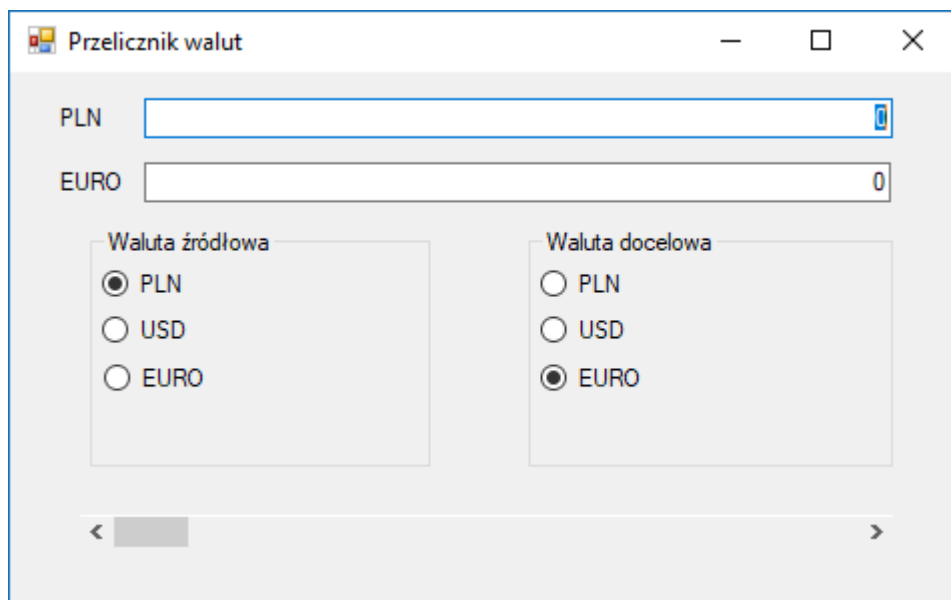 Przelicznik walut
PLN 0
EURO 0
Waluta źródłowa
PLN
USD
EURO
Waluta docelowa
PLN
USD
EURO